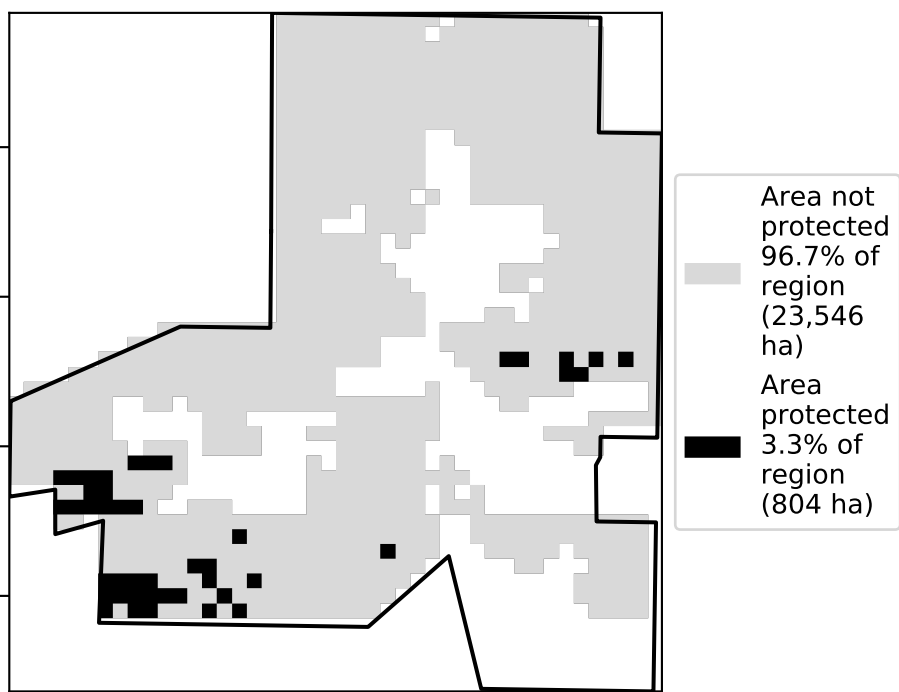 Area not
protected
96.7% of
region
(23,546
ha)
Area
protected
3.3% of
region
(804 ha)